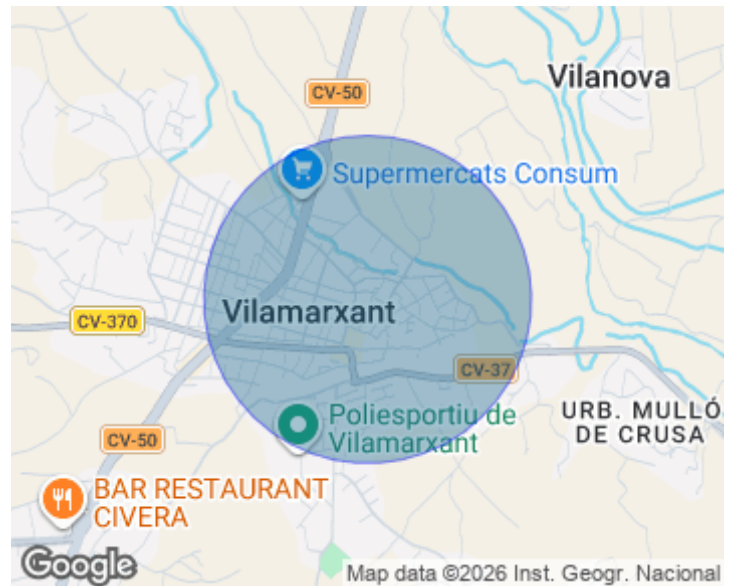 CV-50
Vilanova
Supermercats Consum
Vilamarxant
CV-370
CV-37
Poliesportiu de
Vilamarxant
URB. MULLÓ
DE CRUSA
CV-50
BAR RESTAURANT
CIVERA
Google
Map data ©2026 Inst. Geogr. Nacional